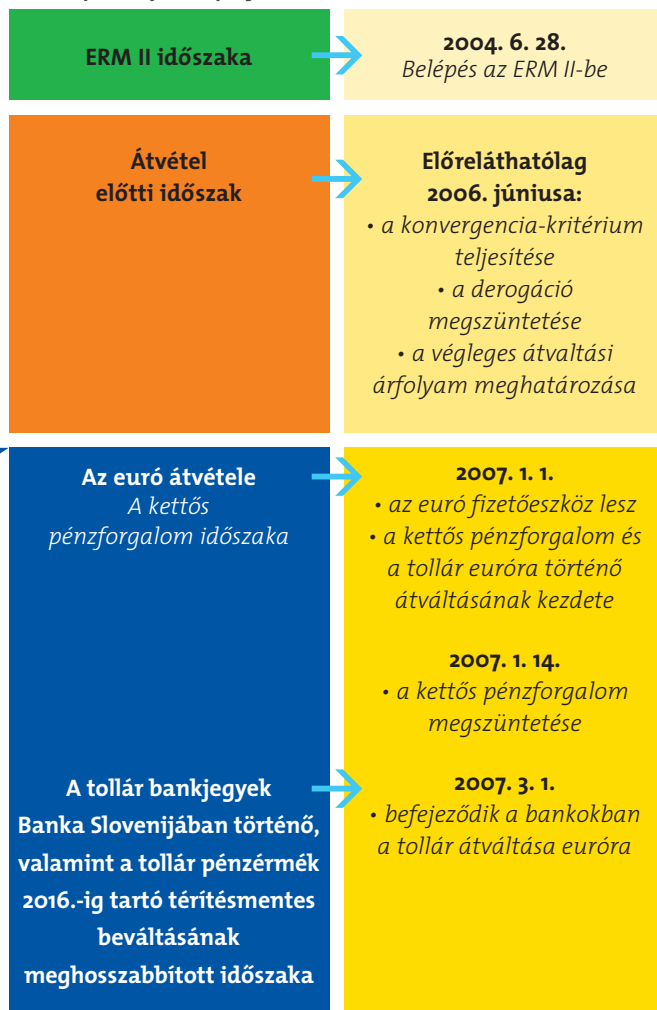 ERM II időszaka
2004. 6. 28.
Belépés az ERM II-be
Átvétel
előtti időszak
Előreláthatólag
2006. júniusa:
• a konvergencia-kritérium
teljesítése
• a derogáció
megszüntetése
• a végleges átvaltási
árfolyam meghatározása
Az euró átvétele
A kettős
pénzforgalom időszaka
2007. 1. 1.
• az euró fizetőeszköz lesz
• a kettős pénzforgalom és
a tollár euróra történő
átváltásának kezdete
2007. 1. 14.
• a kettős pénzforgalom
megszüntetése
A tollár bankjegyek
Banka Slovenijában történő,
valamint a tollár pénzérmék
2016.-ig tartó térítésmentes
beváltásának
meghosszabbított időszaka
2007. 3. 1.
• befejeződik a bankokban
a tollár átváltása euróra